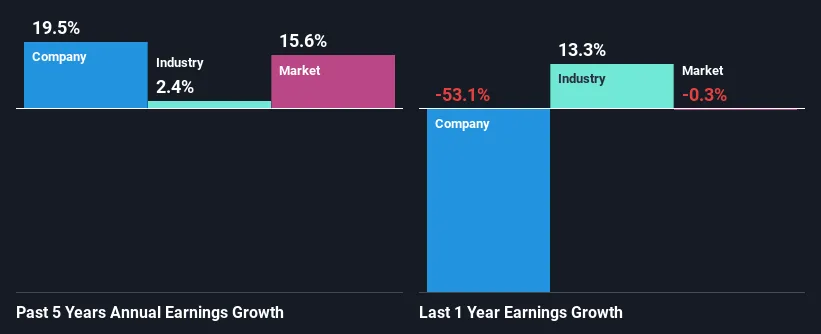 19.5%
Company
Industry
2.4%
15.6%
Market
Past 5 Years Annual Earnings Growth
-53.1%
Company
13.3%
Industry
Market
-0.3%
Last 1 Year Earnings Growth